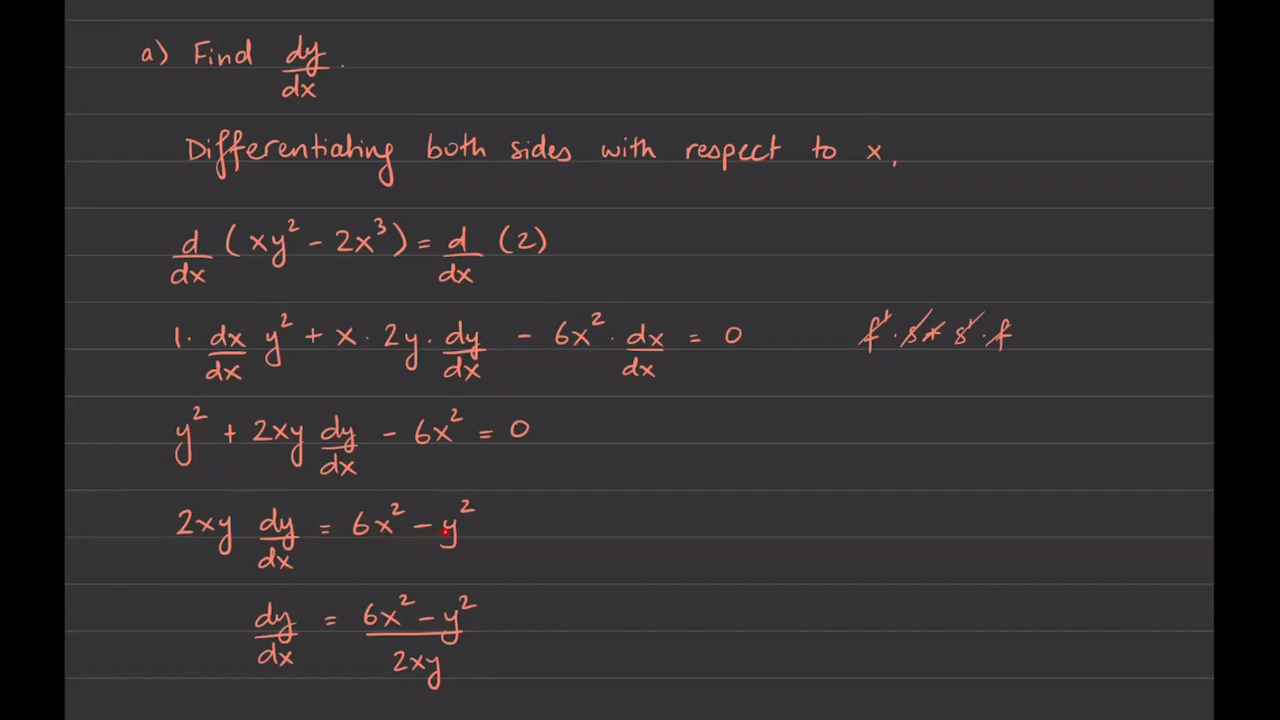 a) Find dy/dx.
Differentiating both sides with respect to x,
d/dx (xy² - 2x³) = d/dx (2)
1. dx/dx y² + x · 2y · dy/dx - 6x² · dx/dx = 0
f' · s + s' · f
y² + 2xy dy/dx - 6x² = 0
2xy dy/dx = 6x² - y²
dy/dx = 6x² - y² / 2xy